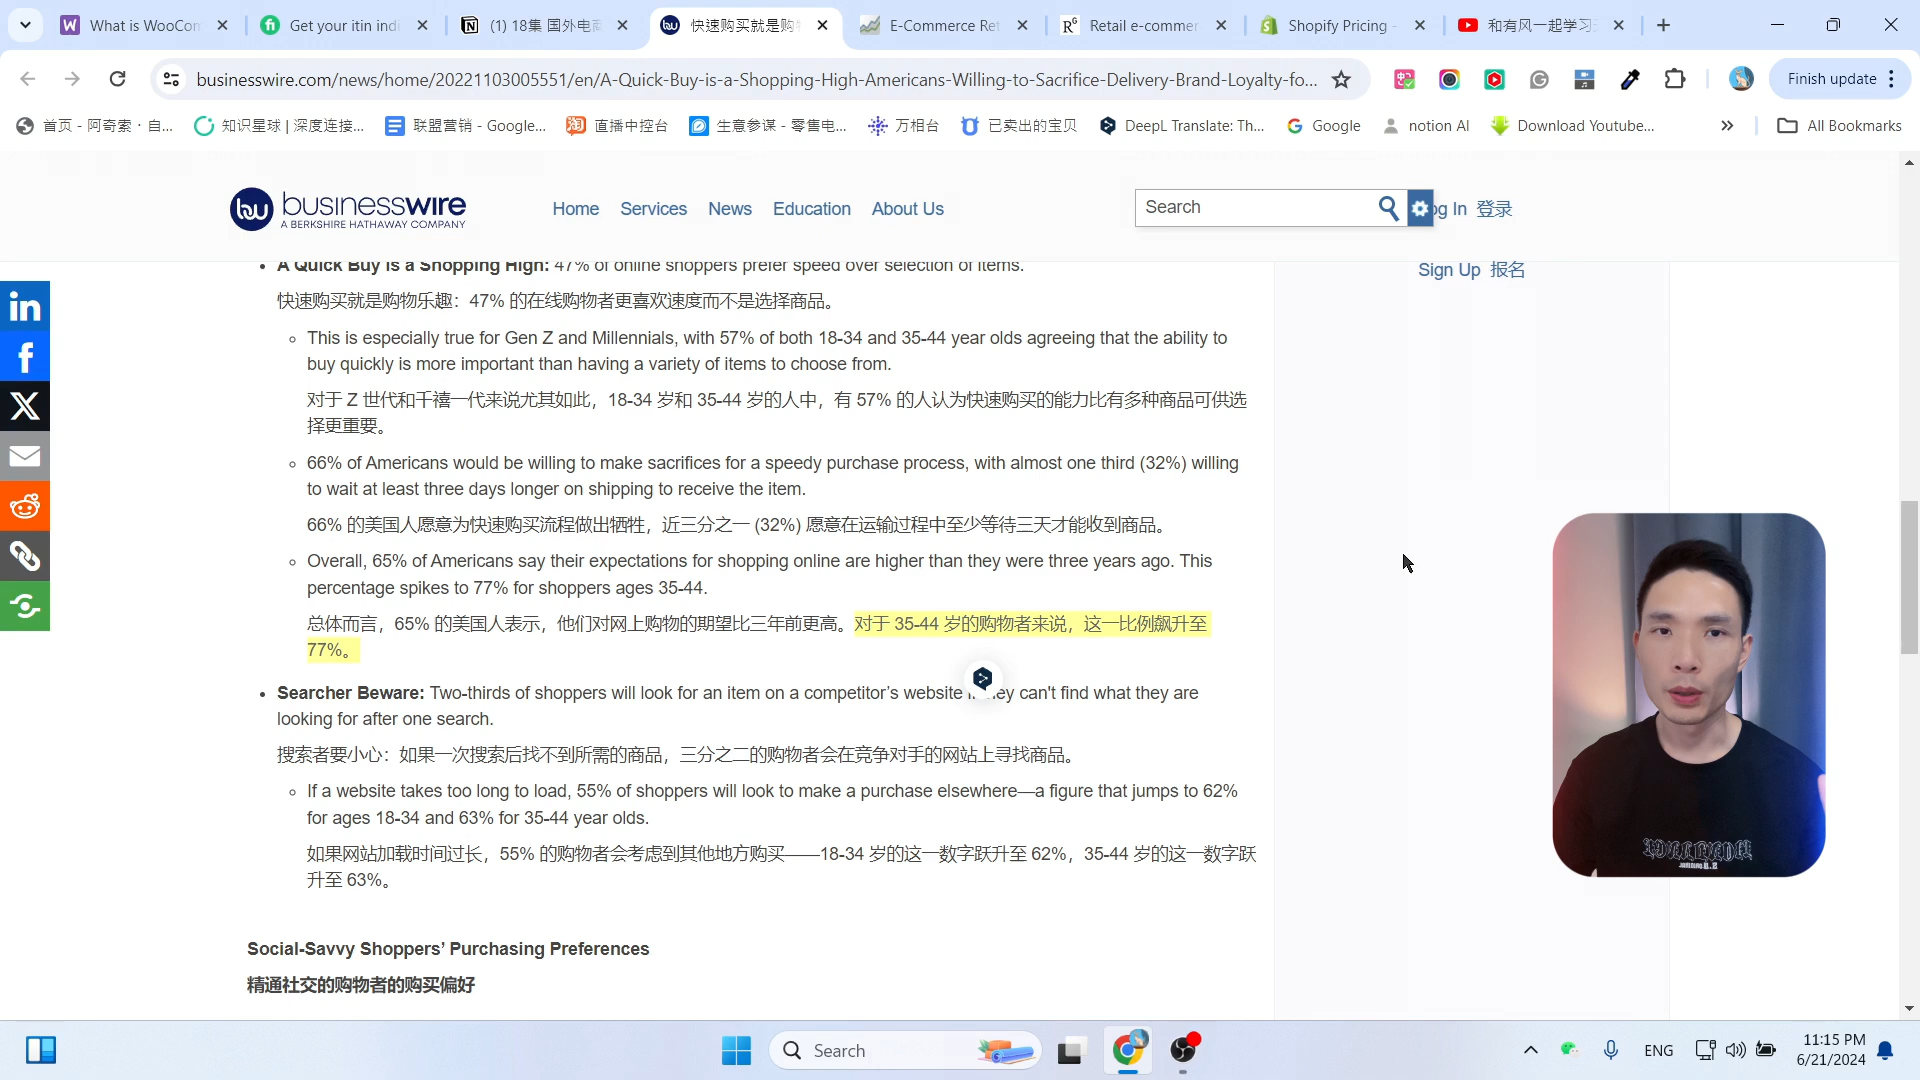 What is WooCom
Get your itin indi
(1) 18集 国外电商
快速购买就是购物
E-Commerce Ret
Retail e-commer
Shopify Pricing -
和有风一起学习
businesswire.com/news/home/20221103005551/en/A-Quick-Buy-is-a-Shopping-High-Americans-Willing-to-Sacrifice-Delivery-Brand-Loyalty-fo...
Finish update
首页 - 阿奇索 · 自...
知识星球 | 深度连接...
联盟营销 - Google...
直播中控台
生意参谋 - 零售电...
万相台
已卖出的宝贝
DeepL Translate: Th...
Google
notion AI
Download Youtube...
All Bookmarks
businesswire
A BERKSHIRE HATHAWAY COMPANY
Home Services News Education About Us
Search
og In 登录
Sign Up 报名
A Quick Buy is a Shopping High: 47% of online shoppers prefer speed over selection of items.
快速购买就是购物乐趣：47% 的在线购物者更喜欢速度而不是选择商品。
This is especially true for Gen Z and Millennials, with 57% of both 18-34 and 35-44 year olds agreeing that the ability to
buy quickly is more important than having a variety of items to choose from.
对于 Z 世代和千禧一代来说尤其如此，18-34 岁和 35-44 岁的人中，有 57% 的人认为快速购买的能力比有多种商品可供选
择更重要。
66% of Americans would be willing to make sacrifices for a speedy purchase process, with almost one third (32%) willing
to wait at least three days longer on shipping to receive the item.
66% 的美国人愿意为快速购买流程做出牺牲，近三分之一 (32%) 愿意在运输过程中至少等待三天才能收到商品。
Overall, 65% of Americans say their expectations for shopping online are higher than they were three years ago. This
percentage spikes to 77% for shoppers ages 35-44.
总体而言，65% 的美国人表示，他们对网上购物的期望比三年前更高。对于 35-44 岁的购物者来说，这一比例飙升至
77%。
Searcher Beware: Two-thirds of shoppers will look for an item on a competitor's website can't find what they are
looking for after one search.
搜索者要小心：如果一次搜索后找不到所需的商品，三分之二的购物者会在竞争对手的网站上寻找商品。
If a website takes too long to load, 55% of shoppers will look to make a purchase elsewhere—a figure that jumps to 62%
for ages 18-34 and 63% for 35-44 year olds.
如果网站加载时间过长，55% 的购物者会考虑到其他地方购买——18-34 岁的这一数字跃升至 62%，35-44 岁的这一数字跃
升至 63%。
Social-Savvy Shoppers' Purchasing Preferences
精通社交的购物者的购买偏好
Search
ENG
11:15 PM
6/21/2024